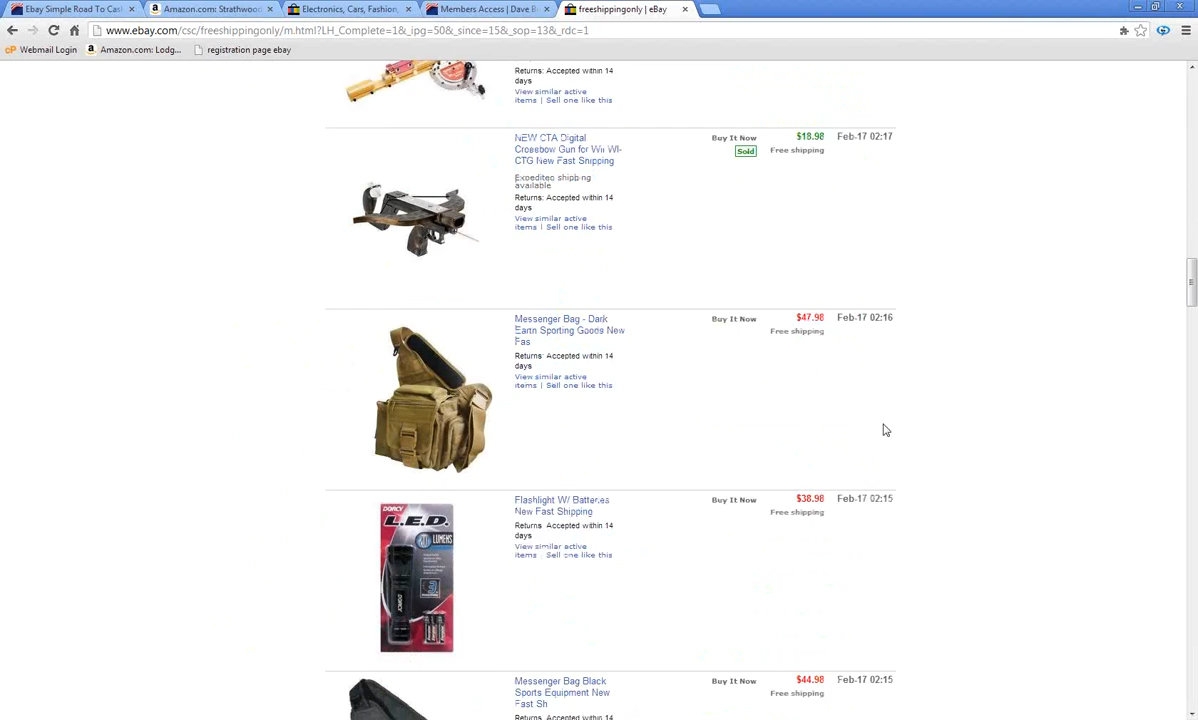 Ebay Simple Road To Cas
Amazon.com: Strathwood
Electronics, Cars, Fashion,
Members Access | Dave B
freeshippingonly | eBay
www.ebay.com/csc/freeshippingonly/m.html?LH_Complete=1&_ipg=50&_since=15&_sop=13&_rdc=1
cP Webmail Login
Amazon.com: Lodg...
registration page ebay
Returns: Accepted within 14
days
View similar active
items | Sell one like this
NEW CTA Digital
Crossbow Gun for Wii WI-
CTG New Fast Shipping
Expedited shipping
available
Returns: Accepted within 14
days
View similar active
items | Sell one like this
Buy It Now
Sold
$18.98
Free shipping
Feb-17 02:17
Messenger Bag - Dark
Earth Sporting Goods New
Fas
Returns: Accepted within 14
days
View similar active
items | Sell one like this
Buy It Now
$47.98
Free shipping
Feb-17 02:16
DORCY
L.E.D.
LUMENS
DORCY
Flashlight W/ Batteries
New Fast Shipping
Returns: Accepted within 14
days
View similar active
items | Sell one like this
Buy It Now
$38.98
Free shipping
Feb-17 02:15
Messenger Bag Black
Sports Equipment New
Fast Sh
Returns: Accepted within 14
Buy It Now
$44.98
Free shipping
Feb-17 02:15